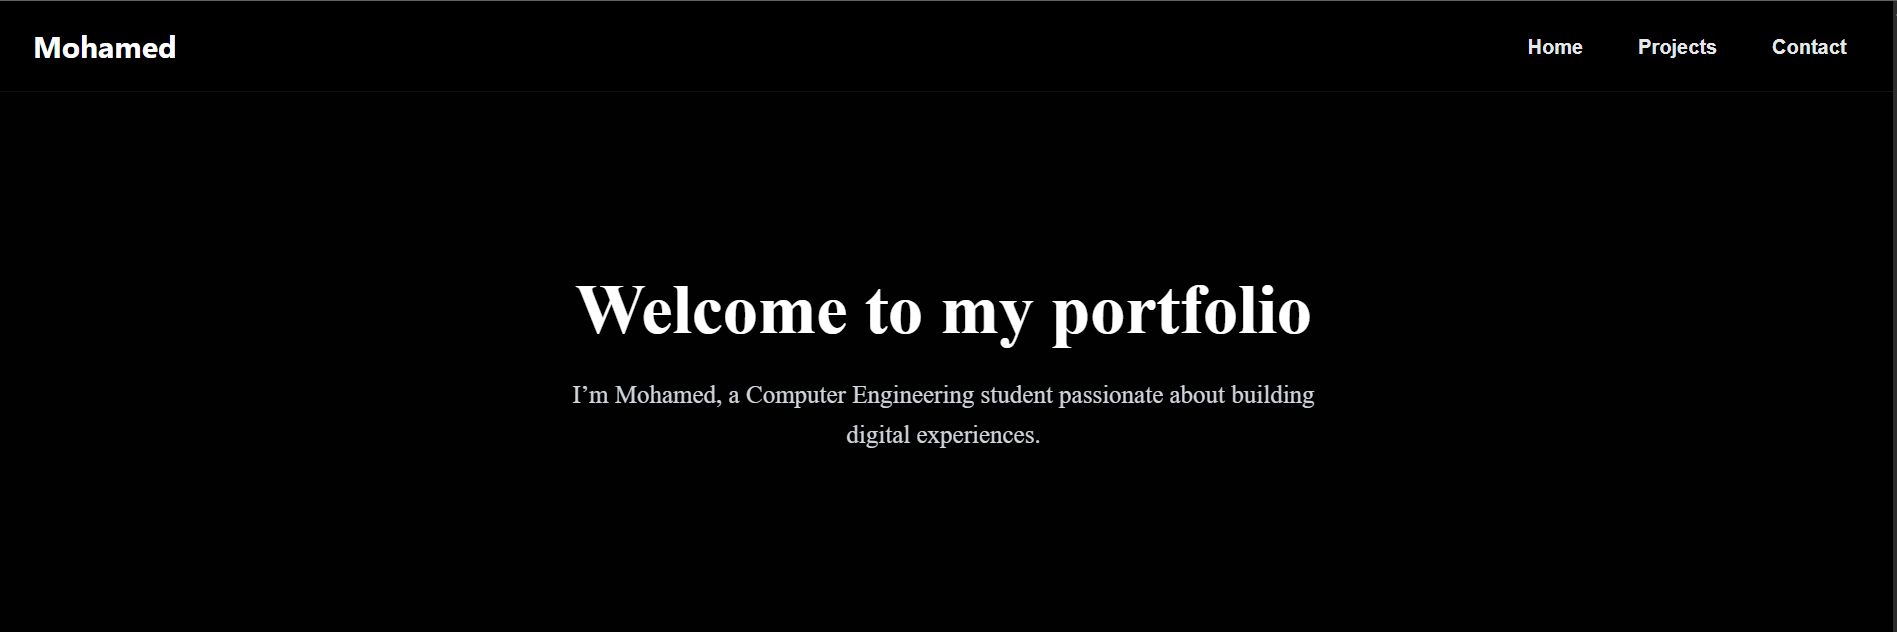 Mohamed
Home
Projects
Contact
Welcome to my portfolio
I’m Mohamed, a Computer Engineering student passionate about building
digital experiences.